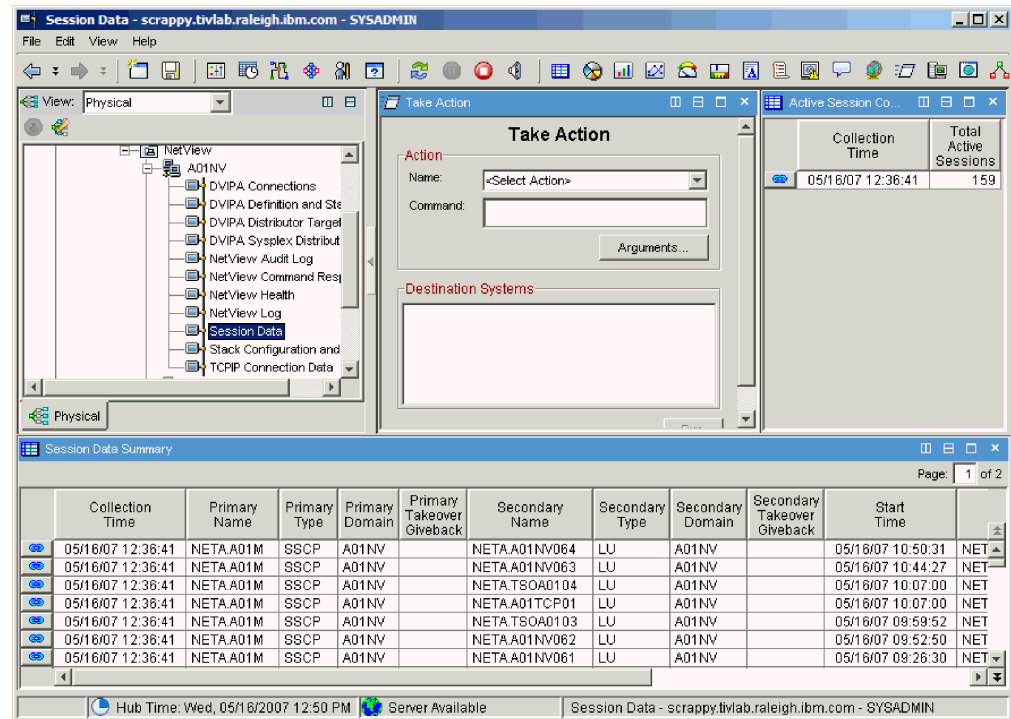 Session Data - scrappy.tivlab.raleigh.ibm.com - SYSADMIN
File Edit View Help
View: Physical
NetView
A01NV
DVIPA Connections
DVIPA Definition and Sta
DVIPA Distributor Target
DVIPA Sysplex Distribut
NetView Audit Log
NetView Command Resp
NetView Health
NetView Log
Session Data
Stack Configuration and
TCPIP Connection Data
Physical
Take Action
Take Action
Action
Name: <Select Action>
Command:
Arguments...
Destination Systems
Active Session Co...
Collection Time Total Active Sessions
05/16/07 12:36:41 159
Session Data Summary
Page: 1 of 2
Collection Time Primary Name Primary Type Primary Domain Primary Takeover Giveback Secondary Name Secondary Type Secondary Domain Secondary Takeover Giveback Start Time
05/16/07 12:36:41 NETA.A01M SSCP A01NV NETA.A01NV064 LU A01NV 05/16/07 10:50:31 NET
05/16/07 12:36:41 NETA.A01M SSCP A01NV NETA.A01NV063 LU A01NV 05/16/07 10:44:27 NET
05/16/07 12:36:41 NETA.A01M SSCP A01NV NETA.TSOA0104 LU A01NV 05/16/07 10:07:00 NET
05/16/07 12:36:41 NETA.A01M SSCP A01NV NETA.A01TCP01 LU A01NV 05/16/07 10:07:00 NET
05/16/07 12:36:41 NETA.A01M SSCP A01NV NETA.TSOA0103 LU A01NV 05/16/07 09:59:52 NET
05/16/07 12:36:41 NETA.A01M SSCP A01NV NETA.A01NV062 LU A01NV 05/16/07 09:52:50 NET
05/16/07 12:36:41 NETA.A01M SSCP A01NV NETA.A01NV061 LU A01NV 05/16/07 09:26:30 NET
Hub Time: Wed, 05/16/2007 12:50 PM Server Available Session Data - scrappy.tivlab.raleigh.ibm.com - SYSADMIN